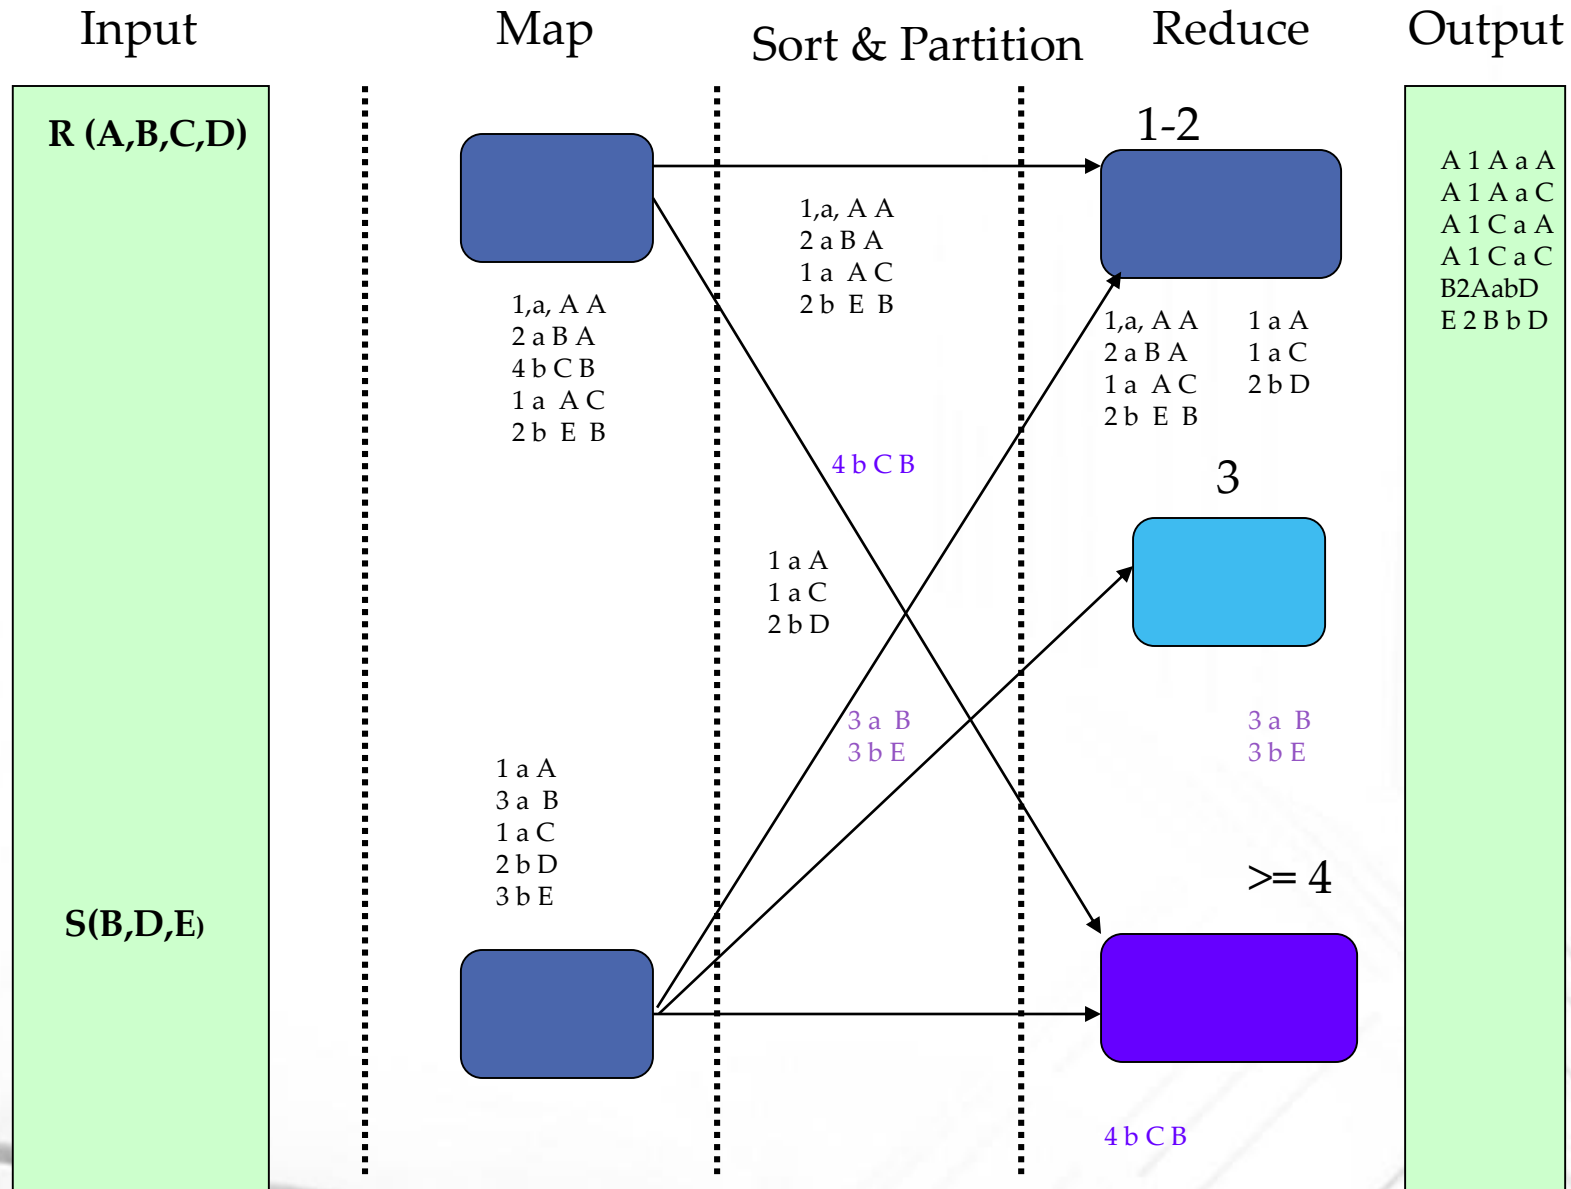 Input
Map
Sort & Partition
Reduce
Output
R (A,B,C,D)
S(B,D,E)
1,a, A A
2 a B A
4 b C B
1 a A C
2 b E B
1 a A
3 a B
1 a C
2 b D
3 b E
1,a, A A
2 a B A
1 a A C
2 b E B
4 b C B
1 a A
1 a C
2 b D
3 a B
3 b E
1-2
1,a, A A
2 a B A
1 a A C
2 b E B
1 a A
1 a C
2 b D
3
3 a B
3 b E
>= 4
4 b C B
A 1 A a A
A 1 A a C
A 1 C a A
A 1 C a C
B2AabD
E 2 B b D